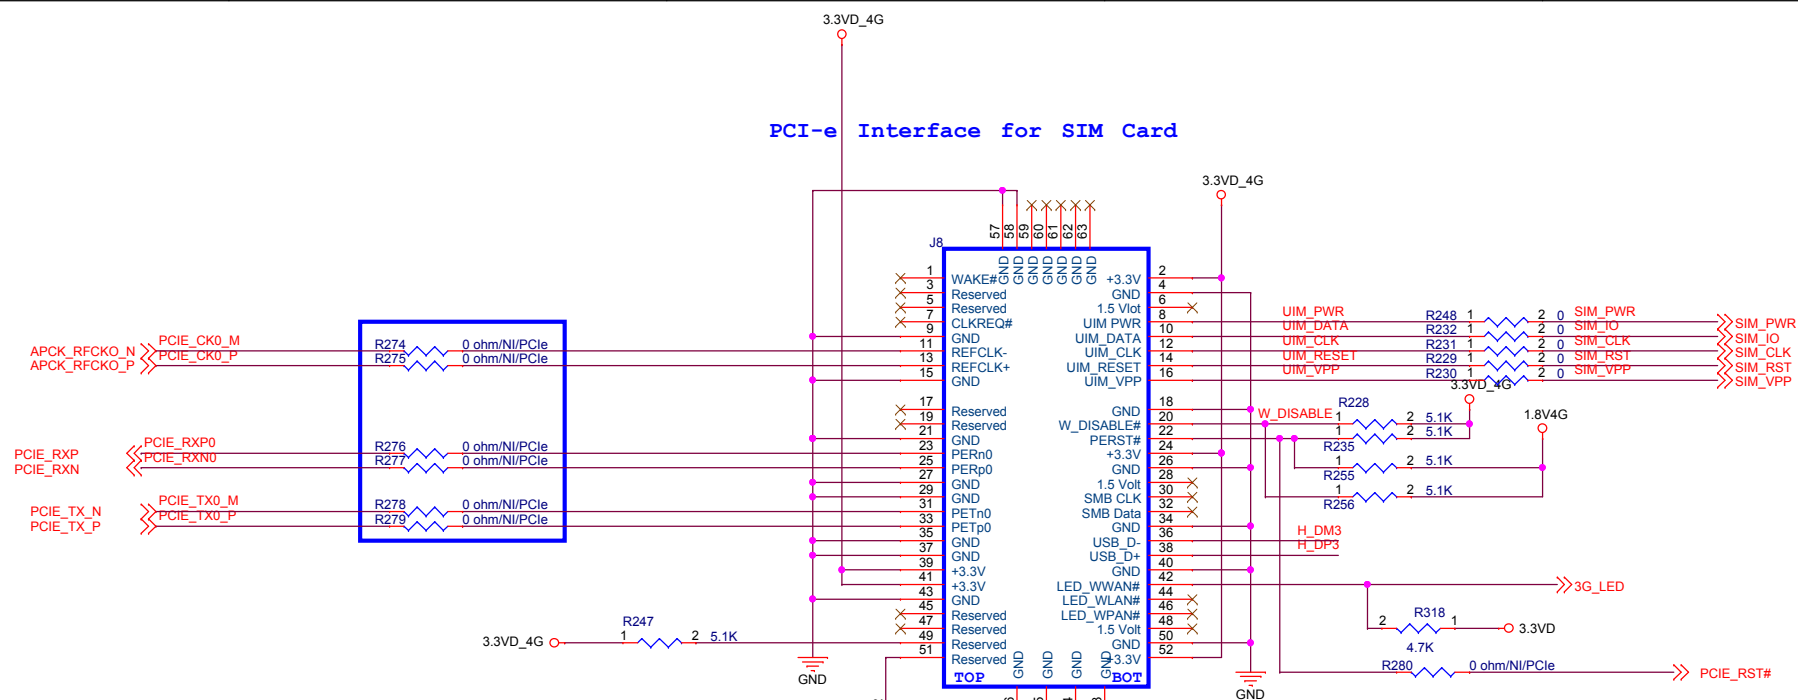 3.3VD_4G
PCI-e Interface for SIM Card
3.3VD_4G
J8
57 58 59 60 61 62 63
GND GND GND GND GND GND GND
1 WAKE# +3.3V 2
3 Reserved GND 4
5 Reserved 1.5 Vlot 6
7 CLKREQ# UIM PWR 8 UIM_PWR R248 1 2 0 SIM_PWR SIM_PWR
9 GND UIM_DATA 10 UIM_DATA R232 1 2 0 SIM_IO SIM_IO
APCK_RFCKO_N PCIE_CK0_M R274 0 ohm/NI/PCIe 11 REFCLK- UIM_CLK 12 UIM_CLK R231 1 2 0 SIM_CLK SIM_CLK
APCK_RFCKO_P PCIE_CK0_P R275 0 ohm/NI/PCIe 13 REFCLK+ UIM_RESET 14 UIM_RESET R229 1 2 0 SIM_RST SIM_RST
15 GND UIM_VPP 16 UIM_VPP R230 1 2 0 SIM_VPP SIM_VPP
3.3VD_4G
17 Reserved GND 18 R228 1.8V4G
19 Reserved W_DISABLE# 20 W_DISABLE 1 2 5.1K
21 GND PERST# 22 1 2 5.1K
R235
PCIE_RXP PCIE_RXP0 R276 0 ohm/NI/PCIe 23 PERn0 +3.3V 24
PCIE_RXN PCIE_RXN0 R277 0 ohm/NI/PCIe 25 PERp0 GND 26 1 2 5.1K
R255
27 GND 1.5 Volt 28
29 GND SMB CLK 30 1 2 5.1K
R256
PCIE_TX_N PCIE_TX0_M R278 0 ohm/NI/PCIe 31 PETn0 SMB Data 32
PCIE_TX_P PCIE_TX0_P R279 0 ohm/NI/PCIe 33 PETp0 GND 34
35 GND USB_D- 36 H_DM3
37 GND USB_D+ 38 H_DP3
39 +3.3V GND 40
41 +3.3V LED_WWAN# 42 3G_LED
43 GND LED_WLAN# 44
45 Reserved LED_WPAN# 46
R318
47 Reserved 1.5 Volt 48 2 1 3.3VD
4.7K
R247
3.3VD_4G 1 2 5.1K 49 Reserved GND 50
51 Reserved +3.3V 52
GND GND GND GND
TOP BOT
R280 0 ohm/NI/PCIe PCIE_RST#
GND GND